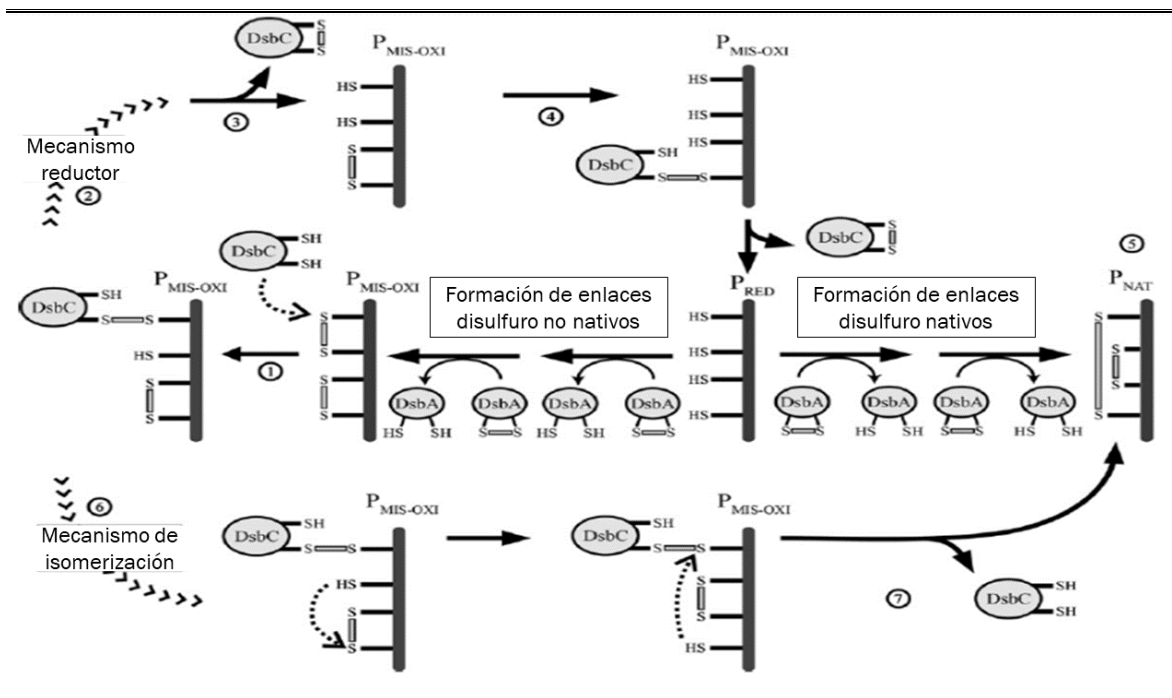 DsbC
S
S
P MIS-OXI
HS
HS
S
S
③
④
P MIS-OXI
HS
HS
HS
DsbC
SH
S S
Mecanismo
reductor
②
DsbC
SH
SH
DsbC
S
S
⑤
DsbC
SH
S S
P MIS-OXI
HS
S
S
①
P MIS-OXI
S
S
S
S
Formación de enlaces
disulfuro no nativos
P RED
HS
HS
HS
HS
Formación de enlaces
disulfuro nativos
P NAT
S
S
S
S
DsbA
HS SH
DsbA
S S
DsbA
HS SH
DsbA
S S
DsbA
S S
DsbA
HS SH
DsbA
S S
DsbA
HS SH
⑥
Mecanismo de
isomerización
DsbC
SH
S S
P MIS-OXI
HS
S
S
DsbC
SH
S S
P MIS-OXI
S
S
HS
⑦
DsbC
SH
SH